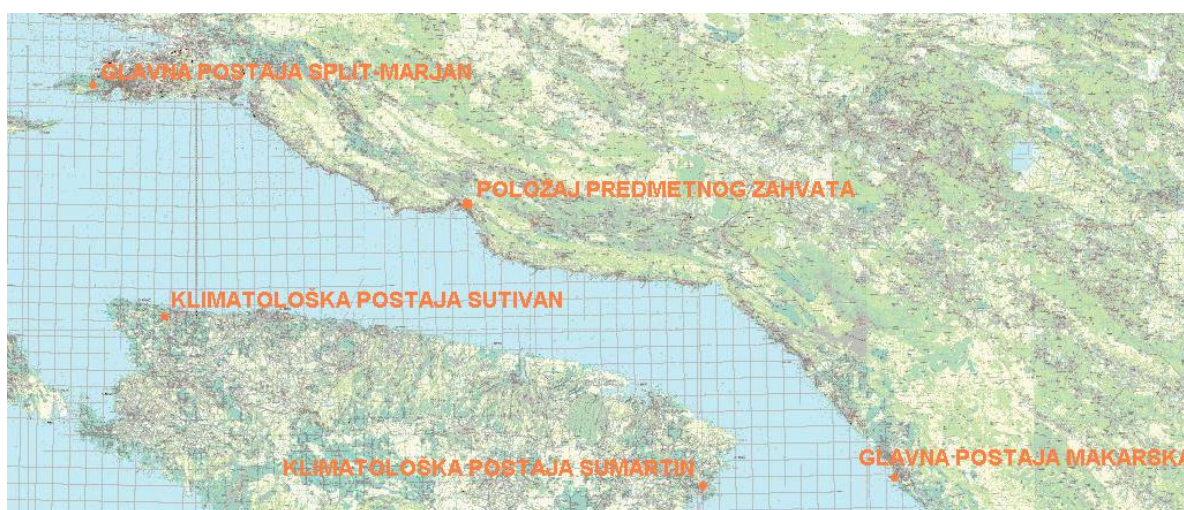 GLAVNA POSTAJA SPLIT-MARJAN
POLOŽAJ PREDMETNOG ZAHVATA
KLIMATOLOŠKA POSTAJA SUTIVAN
KLIMATOLOŠKA POSTAJA SUMARTIN
GLAVNA POSTAJA MAKARSKA